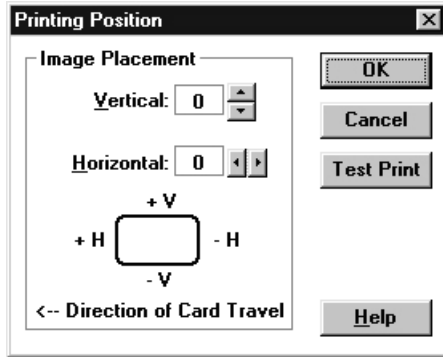 Printing Position
Image Placement
Vertical: 0
Horizontal: 0
+ V
+ H - H
- V
<-- Direction of Card Travel
OK
Cancel
Test Print
Help